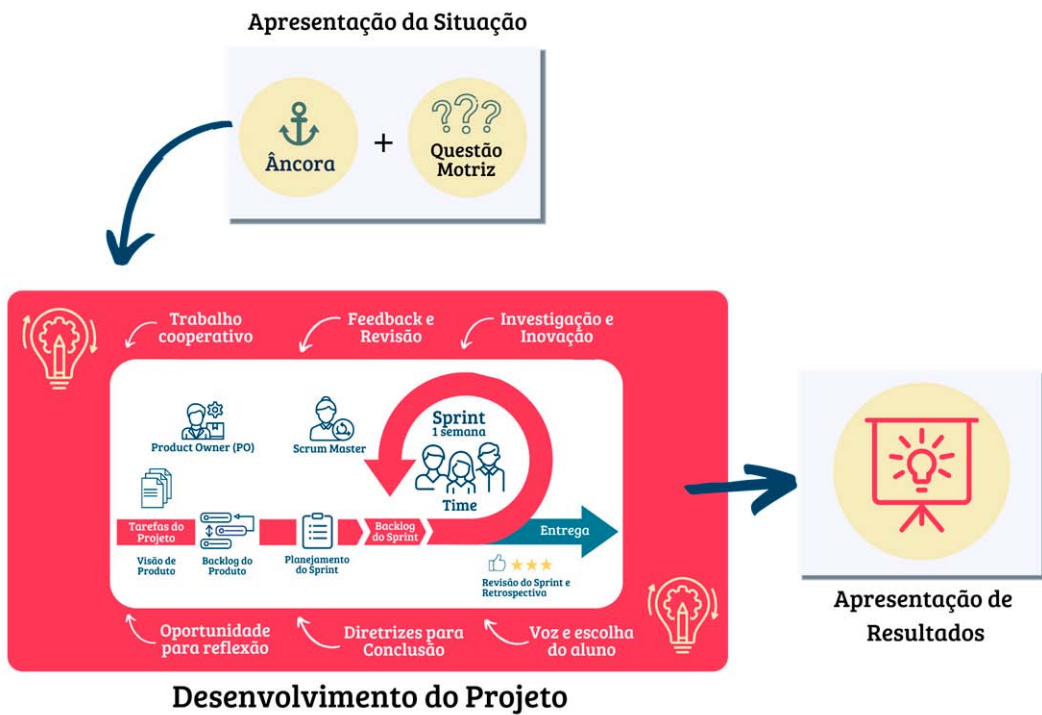 Apresentação da Situação
???
Âncora
+
Questão
Motriz
Trabalho
cooperativo
Feedback e
Revisão
Investigação e
Inovação
Product Owner (PO)
Scrum Master
Sprint
1 semana
Time
Tarefas do
Projeto
Backlog
do Sprint
Entrega
Visão de
Produto
Backlog do
Produto
Planejamento
do Sprint
Revisão do Sprint e
Retrospectiva
Oportunidade
para reflexão
Diretrizes para
Conclusão
Voz e escolha
do aluno
Desenvolvimento do Projeto
Apresentação de
Resultados